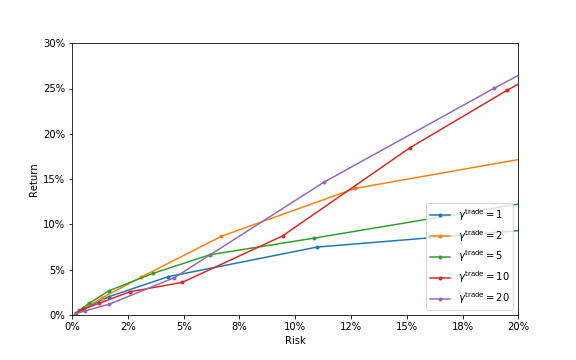 30%
25%
20%
15%
10%
5%
0%
Return
0%
2%
5%
8%
10%
12%
15%
18%
20%
Risk
γtrade = 1
γtrade = 2
γtrade = 5
γtrade = 10
γtrade = 20